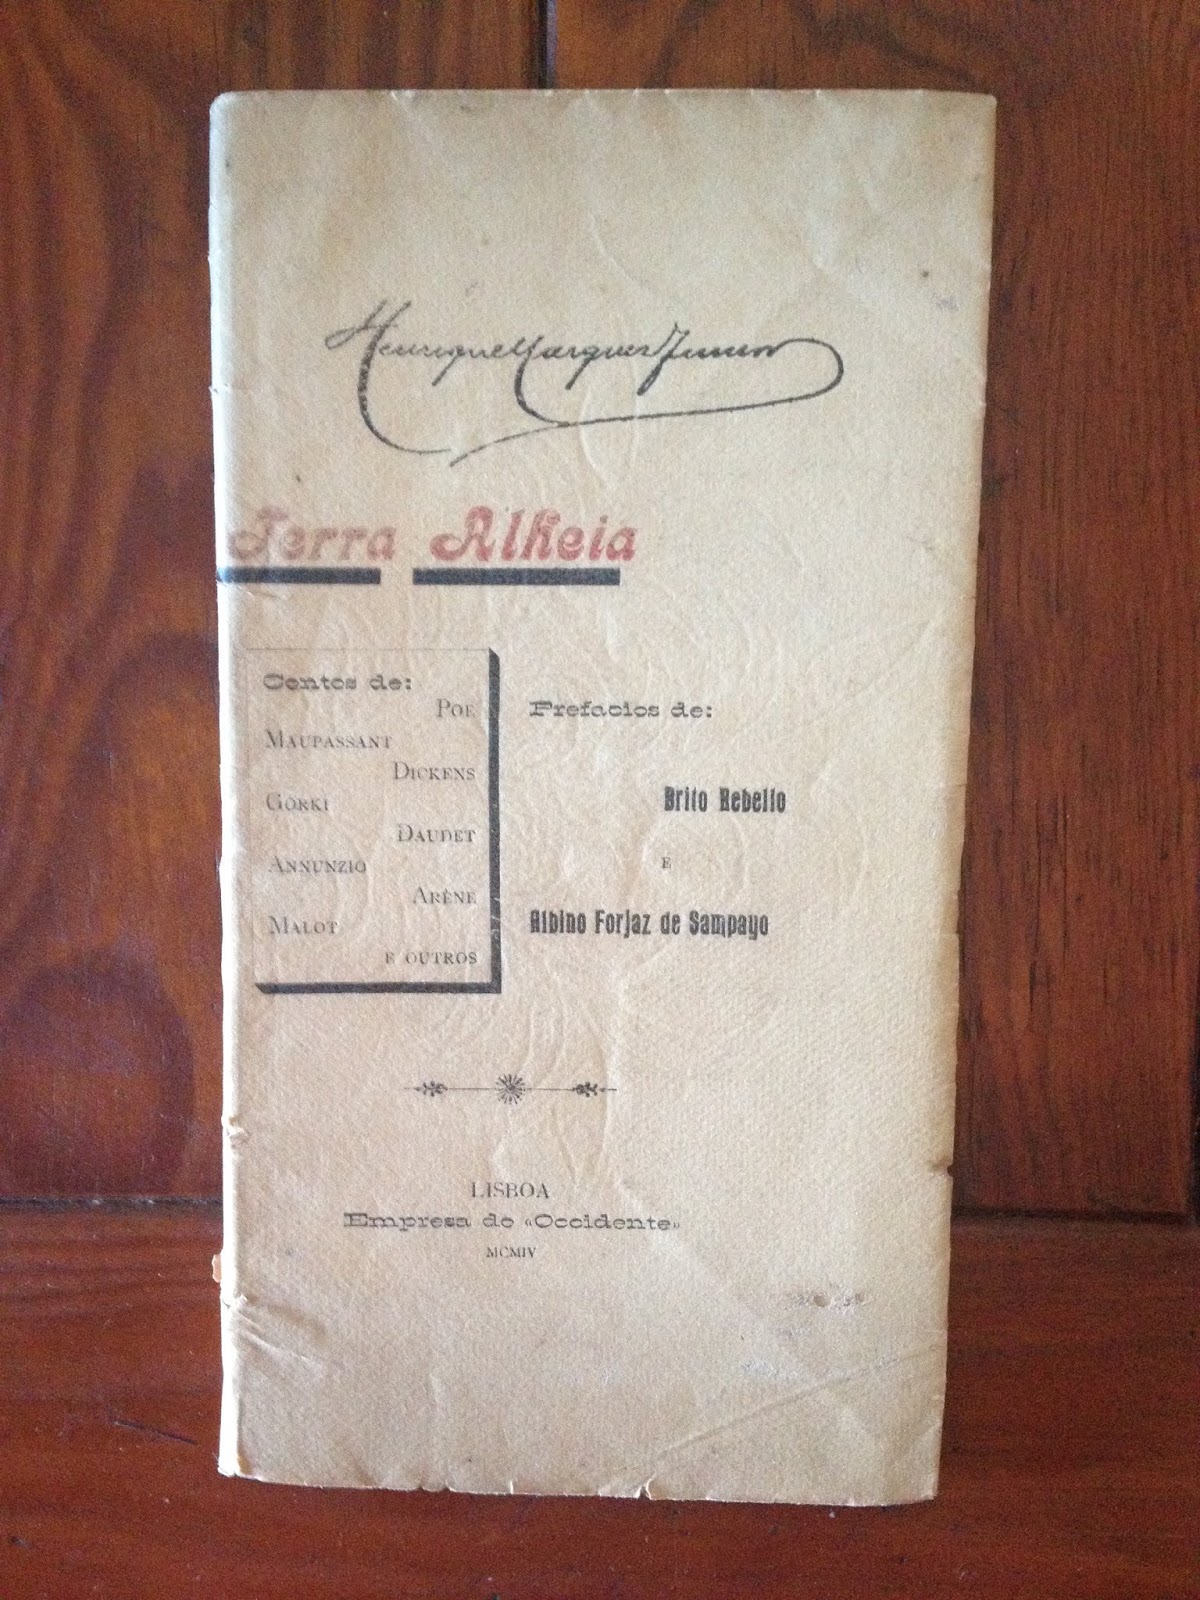 Henrique Marques Junior
Terra Alheia
Contos de:
POE
MAUPASSANT
DICKENS
GORKI
DAUDET
ANNUNZIO
ARÈNE
MALOT
E OUTROS
Prefacios de:
Brito Rebello
E
Albino Forjaz de Sampayo
LISBOA
Empresa do «Occidente»
MCMIV